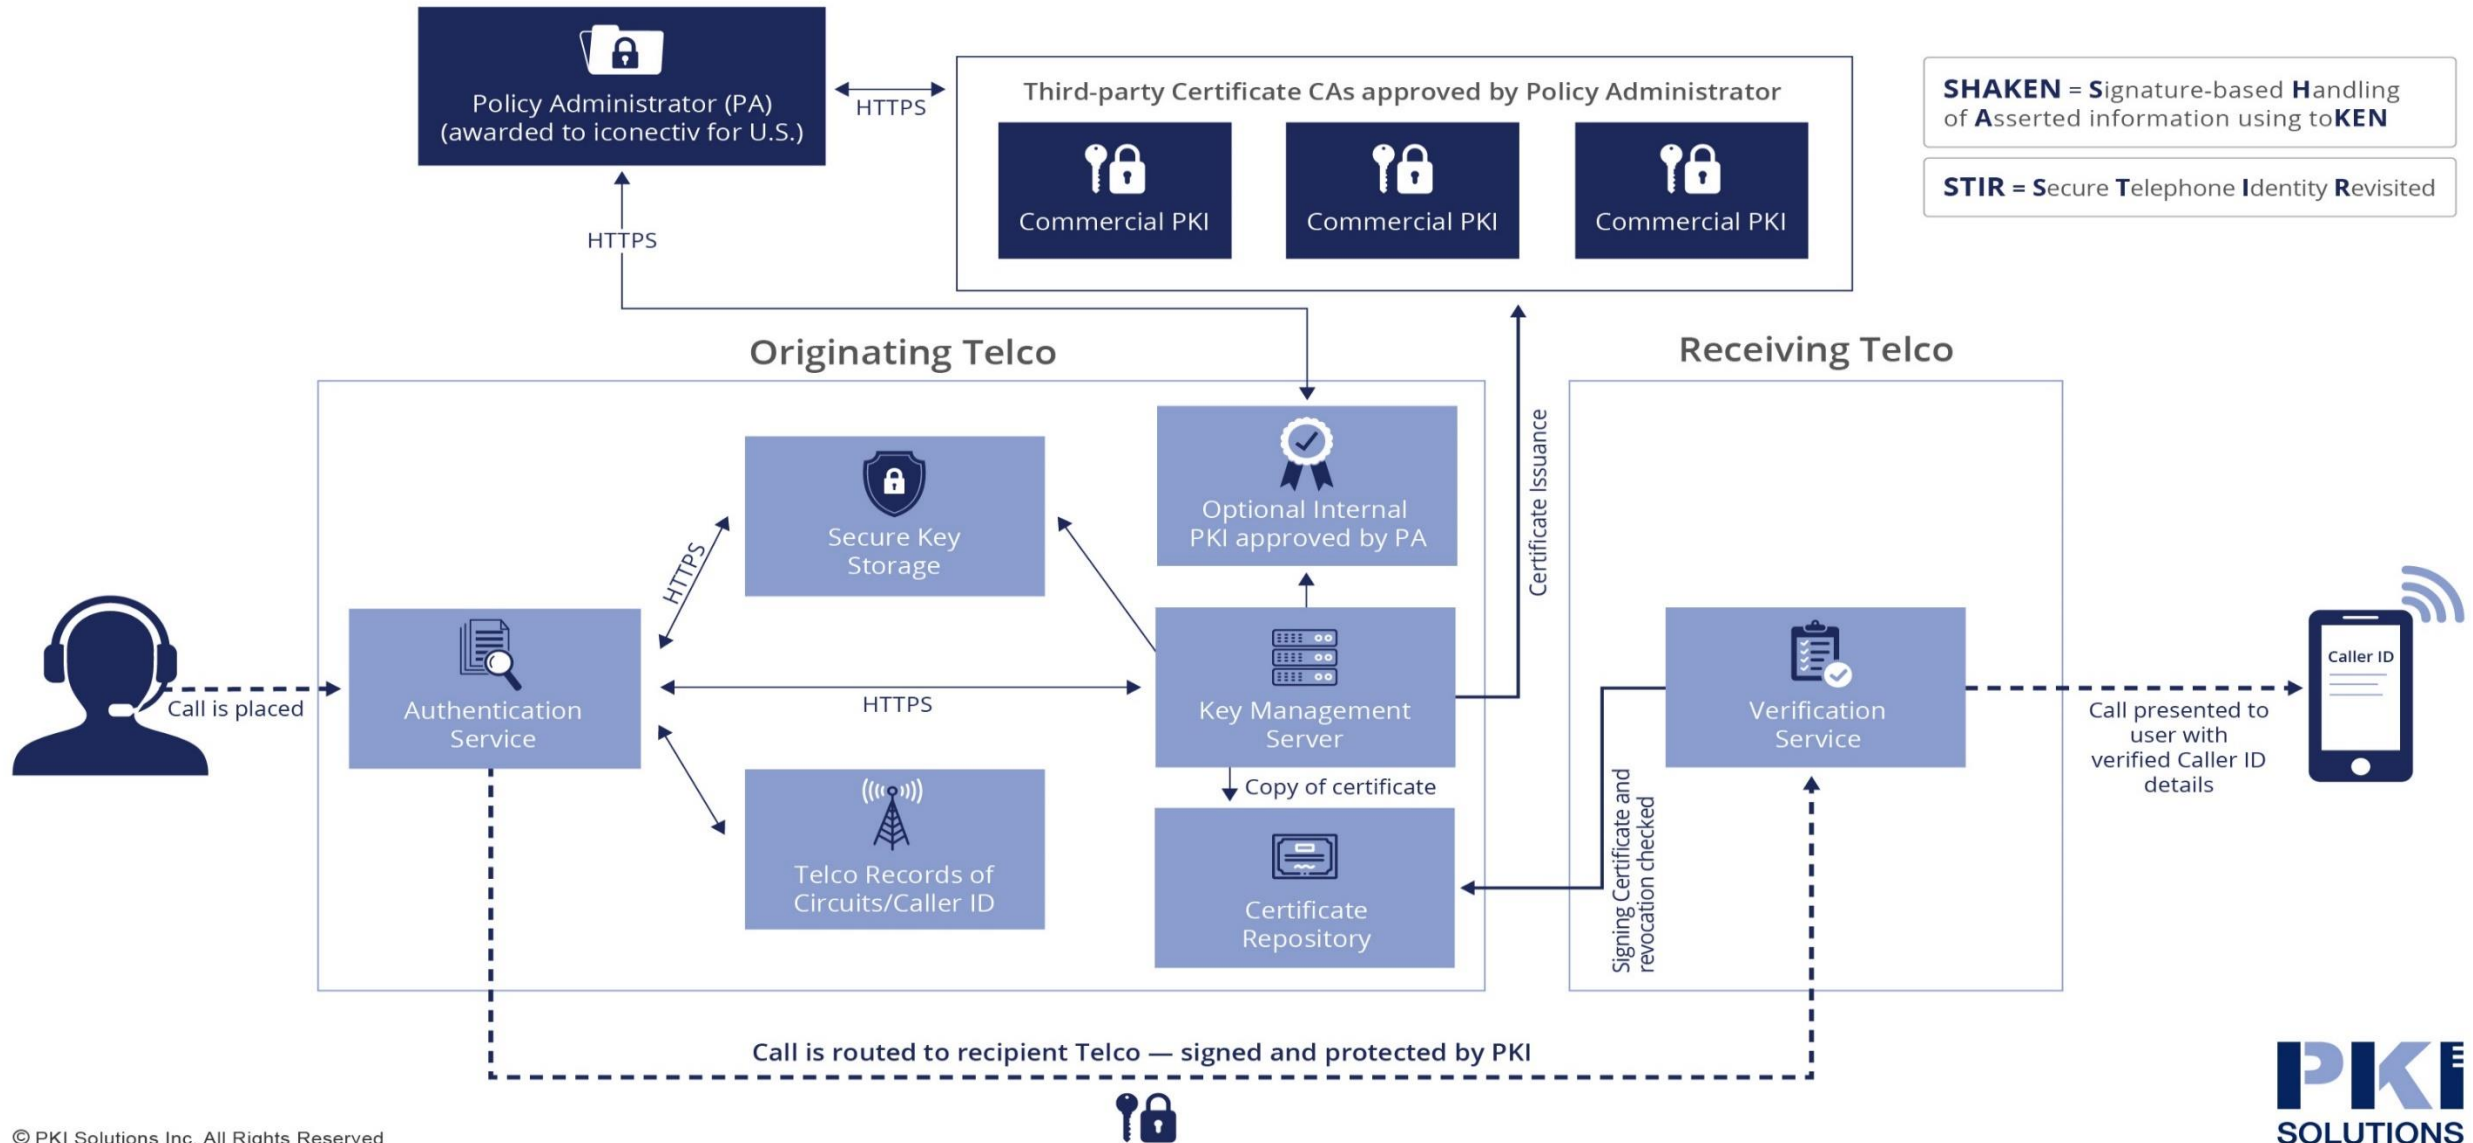 Policy Administrator (PA)
(awarded to iconectiv for U.S.)
HTTPS
Third-party Certificate CAs approved by Policy Administrator
Commercial PKI
Commercial PKI
Commercial PKI
SHAKEN = Signature-based Handling
of Asserted information using toKEN
STIR = Secure Telephone Identity Revisited
HTTPS
Originating Telco
Receiving Telco
Secure Key
Storage
Optional Internal
PKI approved by PA
Certificate Issuance
HTTPS
Call is placed
Authentication
Service
HTTPS
Key Management
Server
Verification
Service
Caller ID
Call presented to
user with
verified Caller ID
details
Copy of certificate
Telco Records of
Circuits/Caller ID
Certificate
Repository
Signing Certificate and
revocation checked
Call is routed to recipient Telco — signed and protected by PKI
© PKI Solutions Inc. All Rights Reserved
PKI
SOLUTIONS